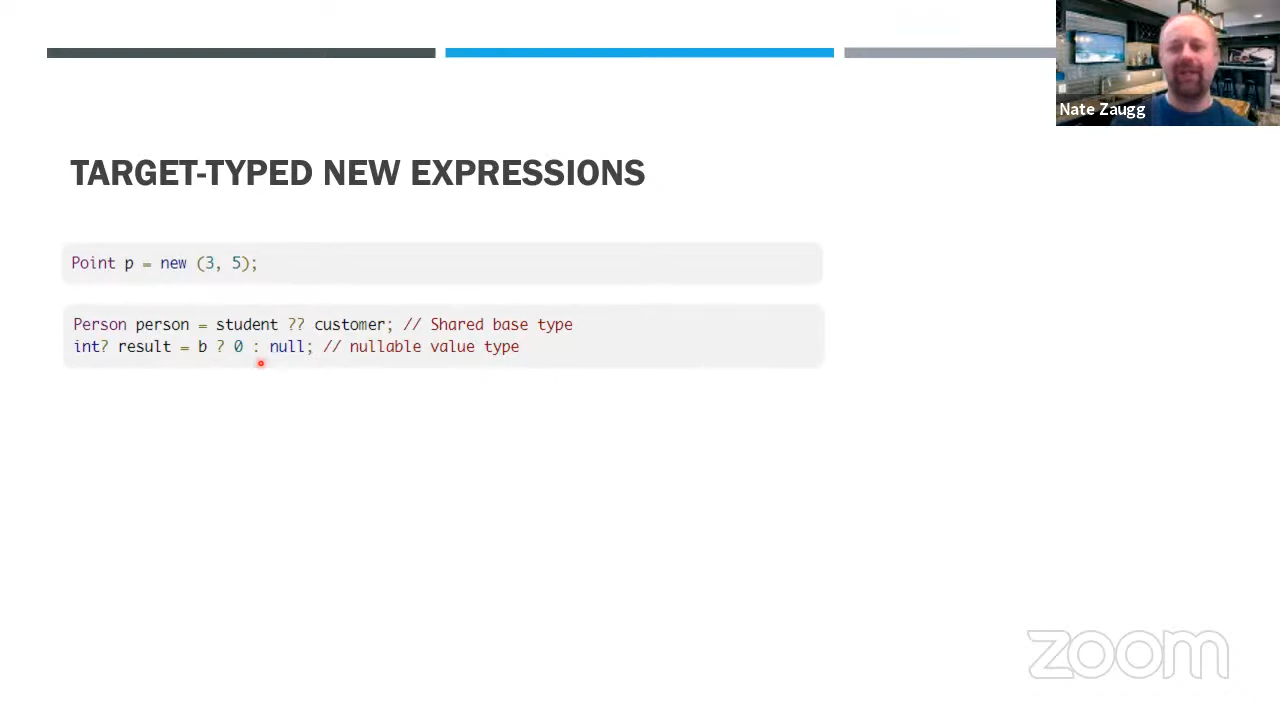 Nate Zaugg
TARGET-TYPED NEW EXPRESSIONS
Point p = new (3, 5);
Person person = student ?? customer; // Shared base type
int? result = b ? 0 : null; // nullable value type
zoom